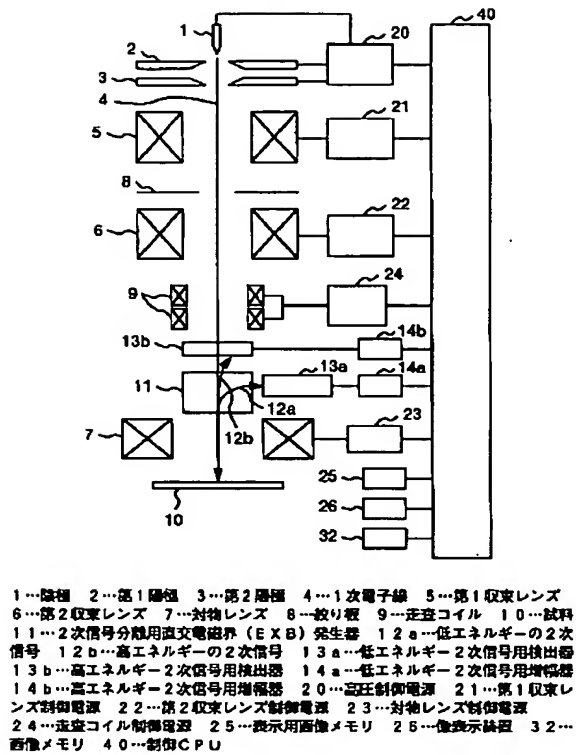 1
2
3
4
5
8
6
9
13b
11
7
10
12b
12a
13a
14b
14a
20
21
22
24
23
25
26
32
40
1…陰極 2…第1陽極 3…第2陽極 4…1次電子線 5…第1収束レンズ
6…第2収束レンズ 7…対物レンズ 8…絞り板 9…走査コイル 10…試料
11…2次信号分離用直交電磁界(EXB)発生器 12a…低エネルギーの2次
信号 12b…高エネルギーの2次信号 13a…低エネルギー2次信号用検出器
13b…高エネルギー2次信号用検出器 14a…低エネルギー2次信号用増幅器
14b…高エネルギー2次信号用増幅器 20…高圧制御電源 21…第1収束レ
ンズ制御電源 22…第2収束レンズ制御電源 23…対物レンズ制御電源
24…走査コイル制御電源 25…表示用画像メモリ 26…像表示装置 32…
画像メモリ 40…制御CPU